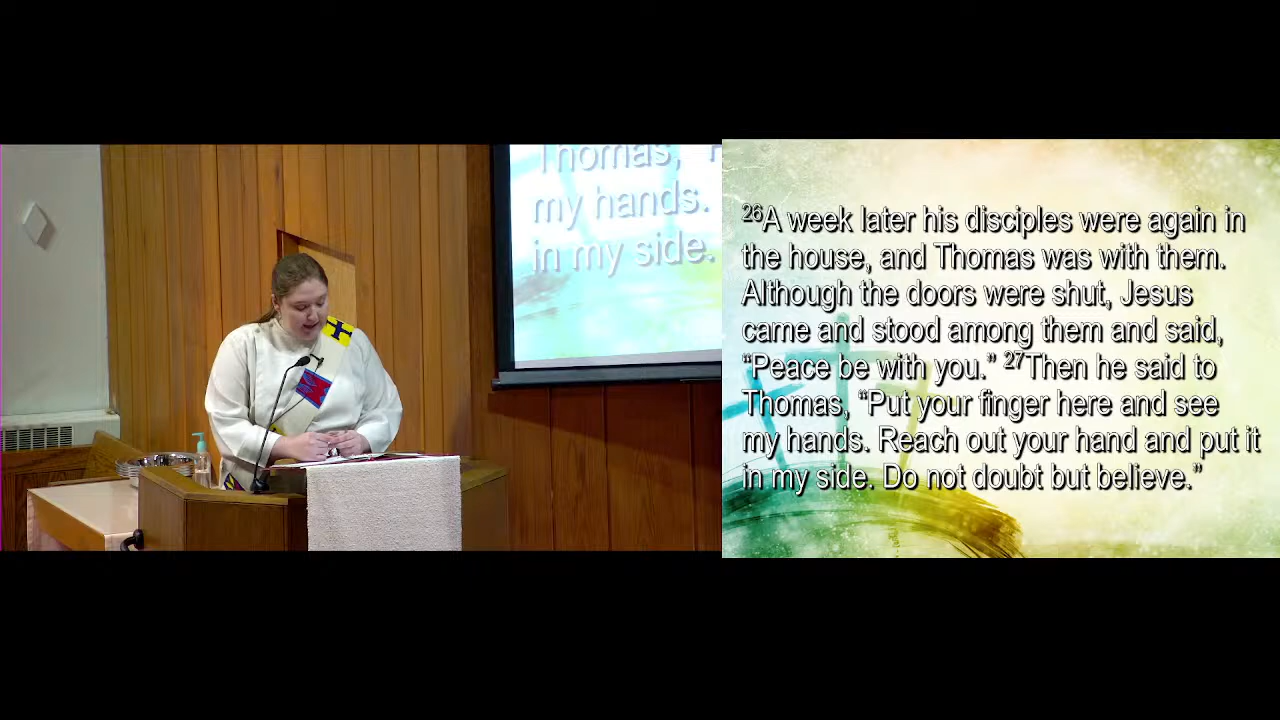 Thomas,
my hands.
in my side.
26A week later his disciples were again in
the house, and Thomas was with them.
Although the doors were shut, Jesus
came and stood among them and said,
“Peace be with you.” 27Then he said to
Thomas, “Put your finger here and see
my hands. Reach out your hand and put it
in my side. Do not doubt but believe.”